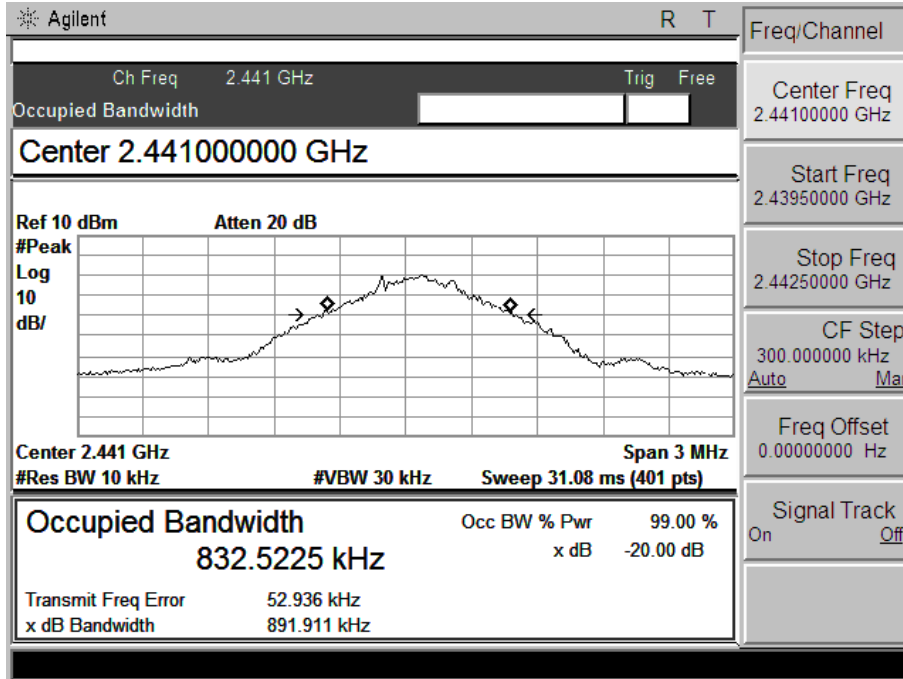 Agilent R T
Ch Freq 2.441 GHz Trig Free
Occupied Bandwidth
Center 2.441000000 GHz
Ref 10 dBm Atten 20 dB
#Peak
Log
10
dB/
Center 2.441 GHz Span 3 MHz
#Res BW 10 kHz #VBW 30 kHz Sweep 31.08 ms (401 pts)
Occupied Bandwidth Occ BW % Pwr 99.00 %
832.5225 kHz x dB -20.00 dB
Transmit Freq Error 52.936 kHz
x dB Bandwidth 891.911 kHz
Freq/Channel
Center Freq
2.44100000 GHz
Start Freq
2.43950000 GHz
Stop Freq
2.44250000 GHz
CF Step
300.000000 kHz
Auto Ma
Freq Offset
0.00000000 Hz
Signal Track
On Off